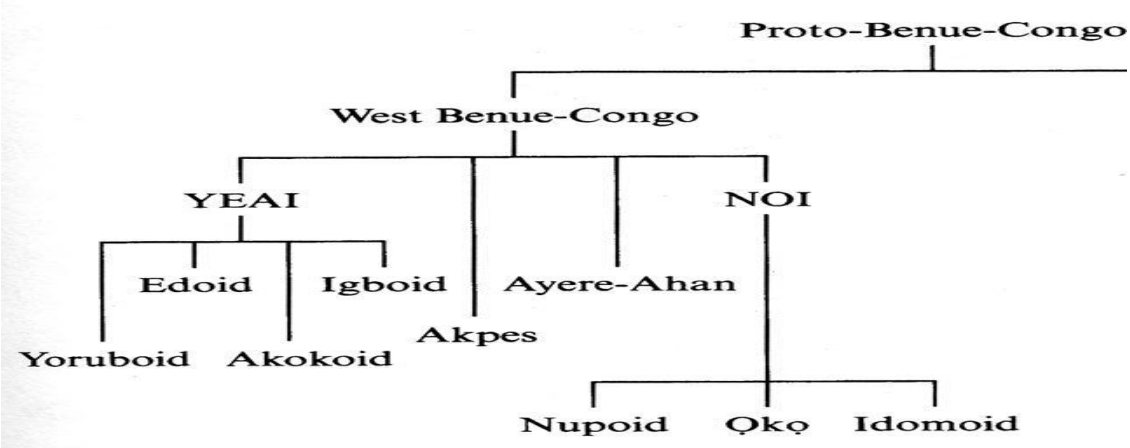 Proto-Benue-Congo
West Benue-Congo
YEAI NOI
Edoid Igboid Ayere-Ahan
Akpes
Yoruboid Akokoid
Nupoid Ọkọ Idomoid